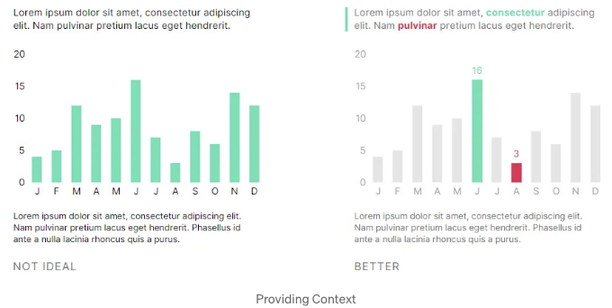 Lorem ipsum dolor sit amet, consectetur adipiscing
elit. Nam pulvinar pretium lacus eget hendrerit.
20
15
10
5
0
J F M A M J J A S O N D
Lorem ipsum dolor sit amet, consectetur adipiscing elit.
Nam pulvinar pretium lacus eget hendrerit. Phasellus id
ante a nulla lacinia rhoncus quis a purus.
NOT IDEAL
Lorem ipsum dolor sit amet, consectetur adipiscing
elit. Nam pulvinar pretium lacus eget hendrerit.
20
15
10
5
0
16
3
J F M A M J J A S O N D
Lorem ipsum dolor sit amet, consectetur adipiscing elit.
Nam pulvinar pretium lacus eget hendrerit. Phasellus id
ante a nulla lacinia rhoncus quis a purus.
BETTER
Providing Context